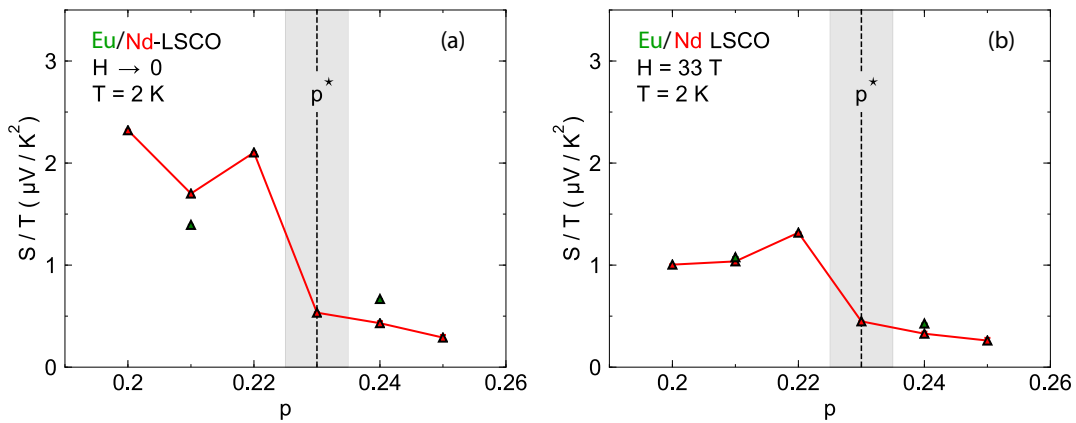 Eu/Nd-LSCO
(a)
H → 0
T = 2 K
p*
S / T ( μV / K²)
3
2
1
0
0.2
0.22
0.24
0.26
p
Eu/Nd LSCO
(b)
H = 33 T
T = 2 K
p*
S / T ( μV / K²)
3
2
1
0
0.2
0.22
0.24
0.26
p